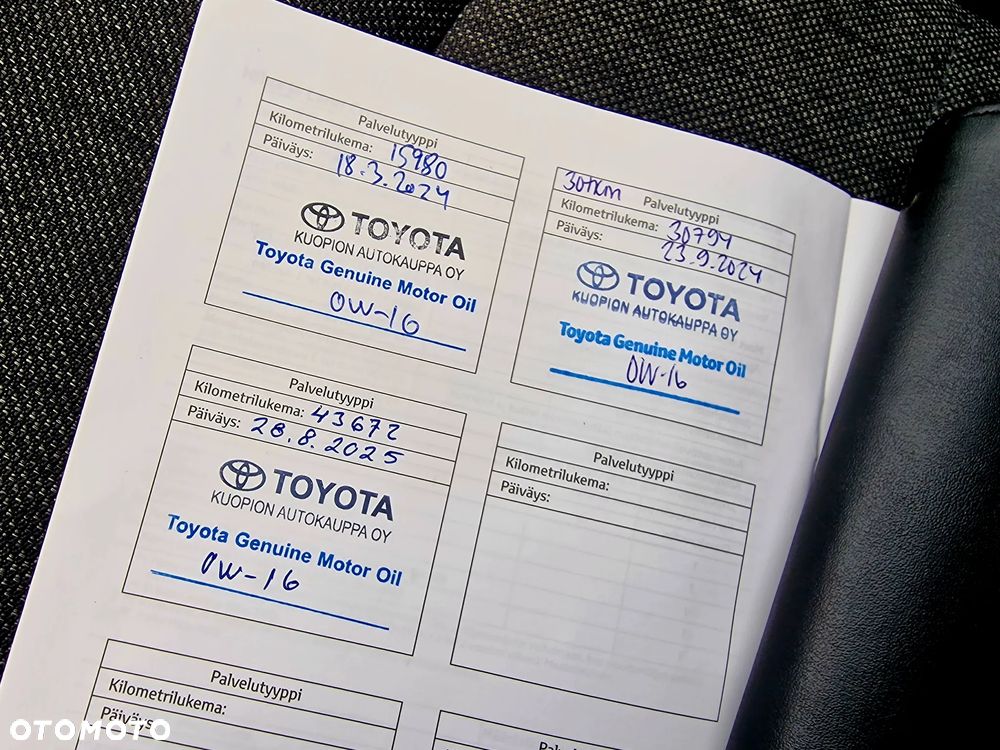 Palvelutyyppi
Kilometrilukema: 15980
Päiväys: 18.3.2024
TOYOTA
KUOPION AUTOKAUPPA OY
Toyota Genuine Motor Oil
0W-16
30tkm Palvelutyyppi
Kilometrilukema: 30794
Päiväys: 23.9.2024
TOYOTA
KUOPION AUTOKAUPPA OY
Toyota Genuine Motor Oil
0W-16
Palvelutyyppi
Kilometrilukema: 43672
Päiväys: 28.8.2025
TOYOTA
KUOPION AUTOKAUPPA OY
Toyota Genuine Motor Oil
0W-16
Palvelutyyppi
Kilometrilukema:
Päiväys:
Palvelutyyppi
Kilometrilukema:
Päiväys:
OTOMOTO